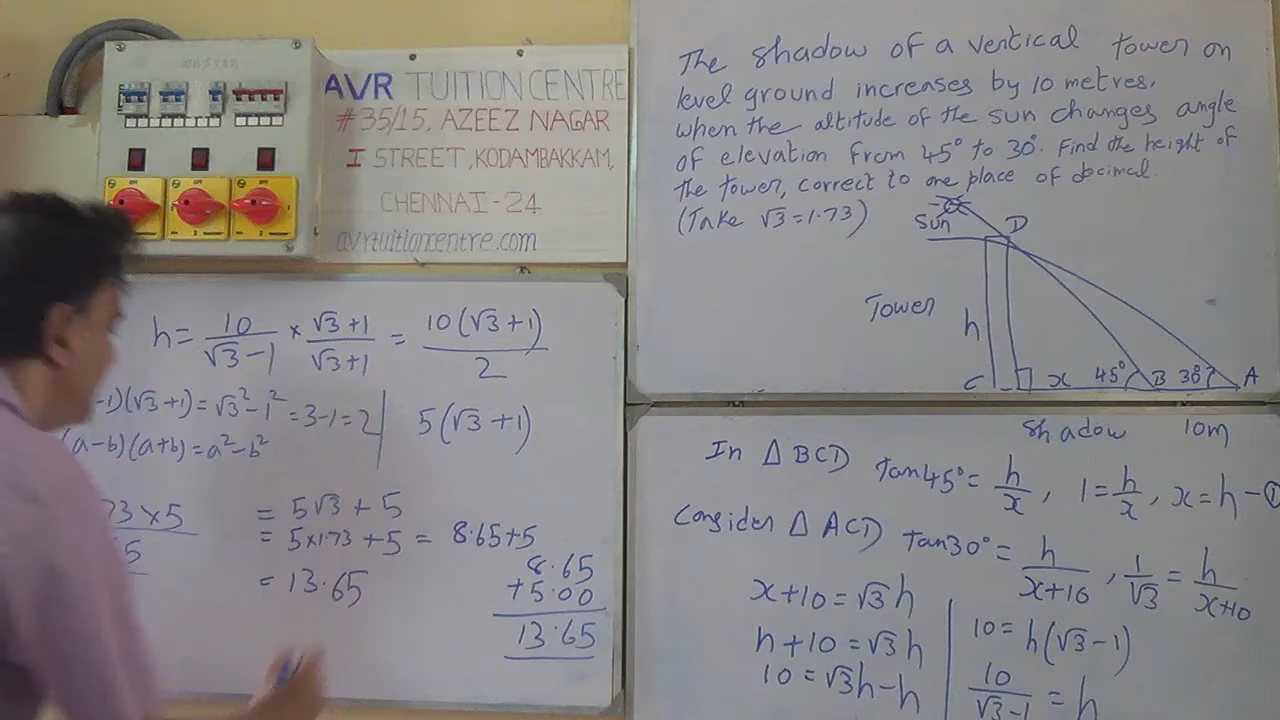 MASTER
AVR TUITION CENTRE
# 35/15, AZEEZ NAGAR
I STREET, KODAMBAKKAM,
CHENNAI-24
avrtuitioncentre.com
The shadow of a vertical tower on
level ground increases by 10 metres,
when the altitude of the sun changes angle
of elevation from 45° to 30°. Find the height of
the tower, correct to one place of decimal.
(Take √3 = 1.73)
Sun
D
Tower
h
C x 45° B 30° A
Shadow 10m
h = 10/(√3-1) × (√3+1)/(√3+1) = 10(√3+1)/2
-1)(√3+1) = √3² - 1² = 3-1 = 2
(a-b)(a+b) = a²-b²
5(√3+1)
73×5
5
= 5√3 + 5
= 5×1.73 + 5 = 8.65+5
= 13.65
8.65
+5.00
13.65
In Δ BCD Tan45° = h/x, 1 = h/x, x = h - ①
Consider Δ ACD Tan30° = h/(x+10), 1/√3 = h/(x+10)
x+10 = √3h
h+10 = √3h
10 = √3h-h
10 = h(√3-1)
10/(√3-1) = h